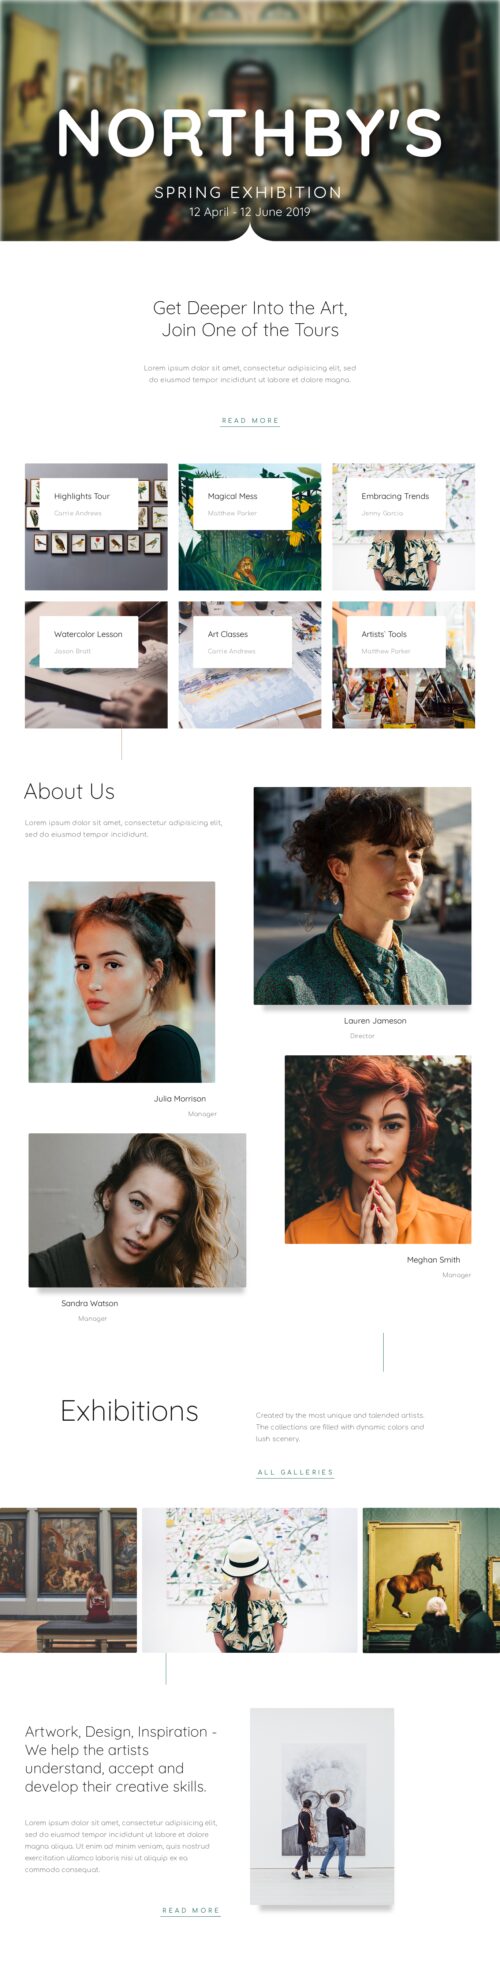 NORTHBY'S
SPRING EXHIBITION
12 April - 12 June 2019
Get Deeper Into the Art,
Join One of the Tours
Lorem ipsum dolor sit amet, consectetur adipisicing elit, sed
do eiusmod tempor incididunt ut labore et dolore magna.
READ MORE
Highlights Tour
Carrie Andrews
Magical Mess
Matthew Parker
Embracing Trends
Jenny Garcia
Watercolor Lesson
Jason Bratt
Art Classes
Carrie Andrews
Artists` Tools
Matthew Parker
About Us
Lorem ipsum dolor sit amet, consectetur adipisicing elit,
sed do eiusmod tempor incididunt.
Lauren Jameson
Director
Julia Morrison
Manager
Meghan Smith
Manager
Sandra Watson
Manager
Exhibitions
Created by the most unique and talented artists.
The collections are filled with dynamic colors and
lush scenery.
ALL GALLERIES
Artwork, Design, Inspiration -
We help the artists
understand, accept and
develop their creative skills.
Lorem ipsum dolor sit amet, consectetur adipisicing elit,
sed do eiusmod tempor incididunt ut labore et dolore
magna aliqua. Ut enim ad minim veniam, quis nostrud
exercitation ullamco laboris nisi ut aliquip ex ea
commodo consequat.
READ MORE